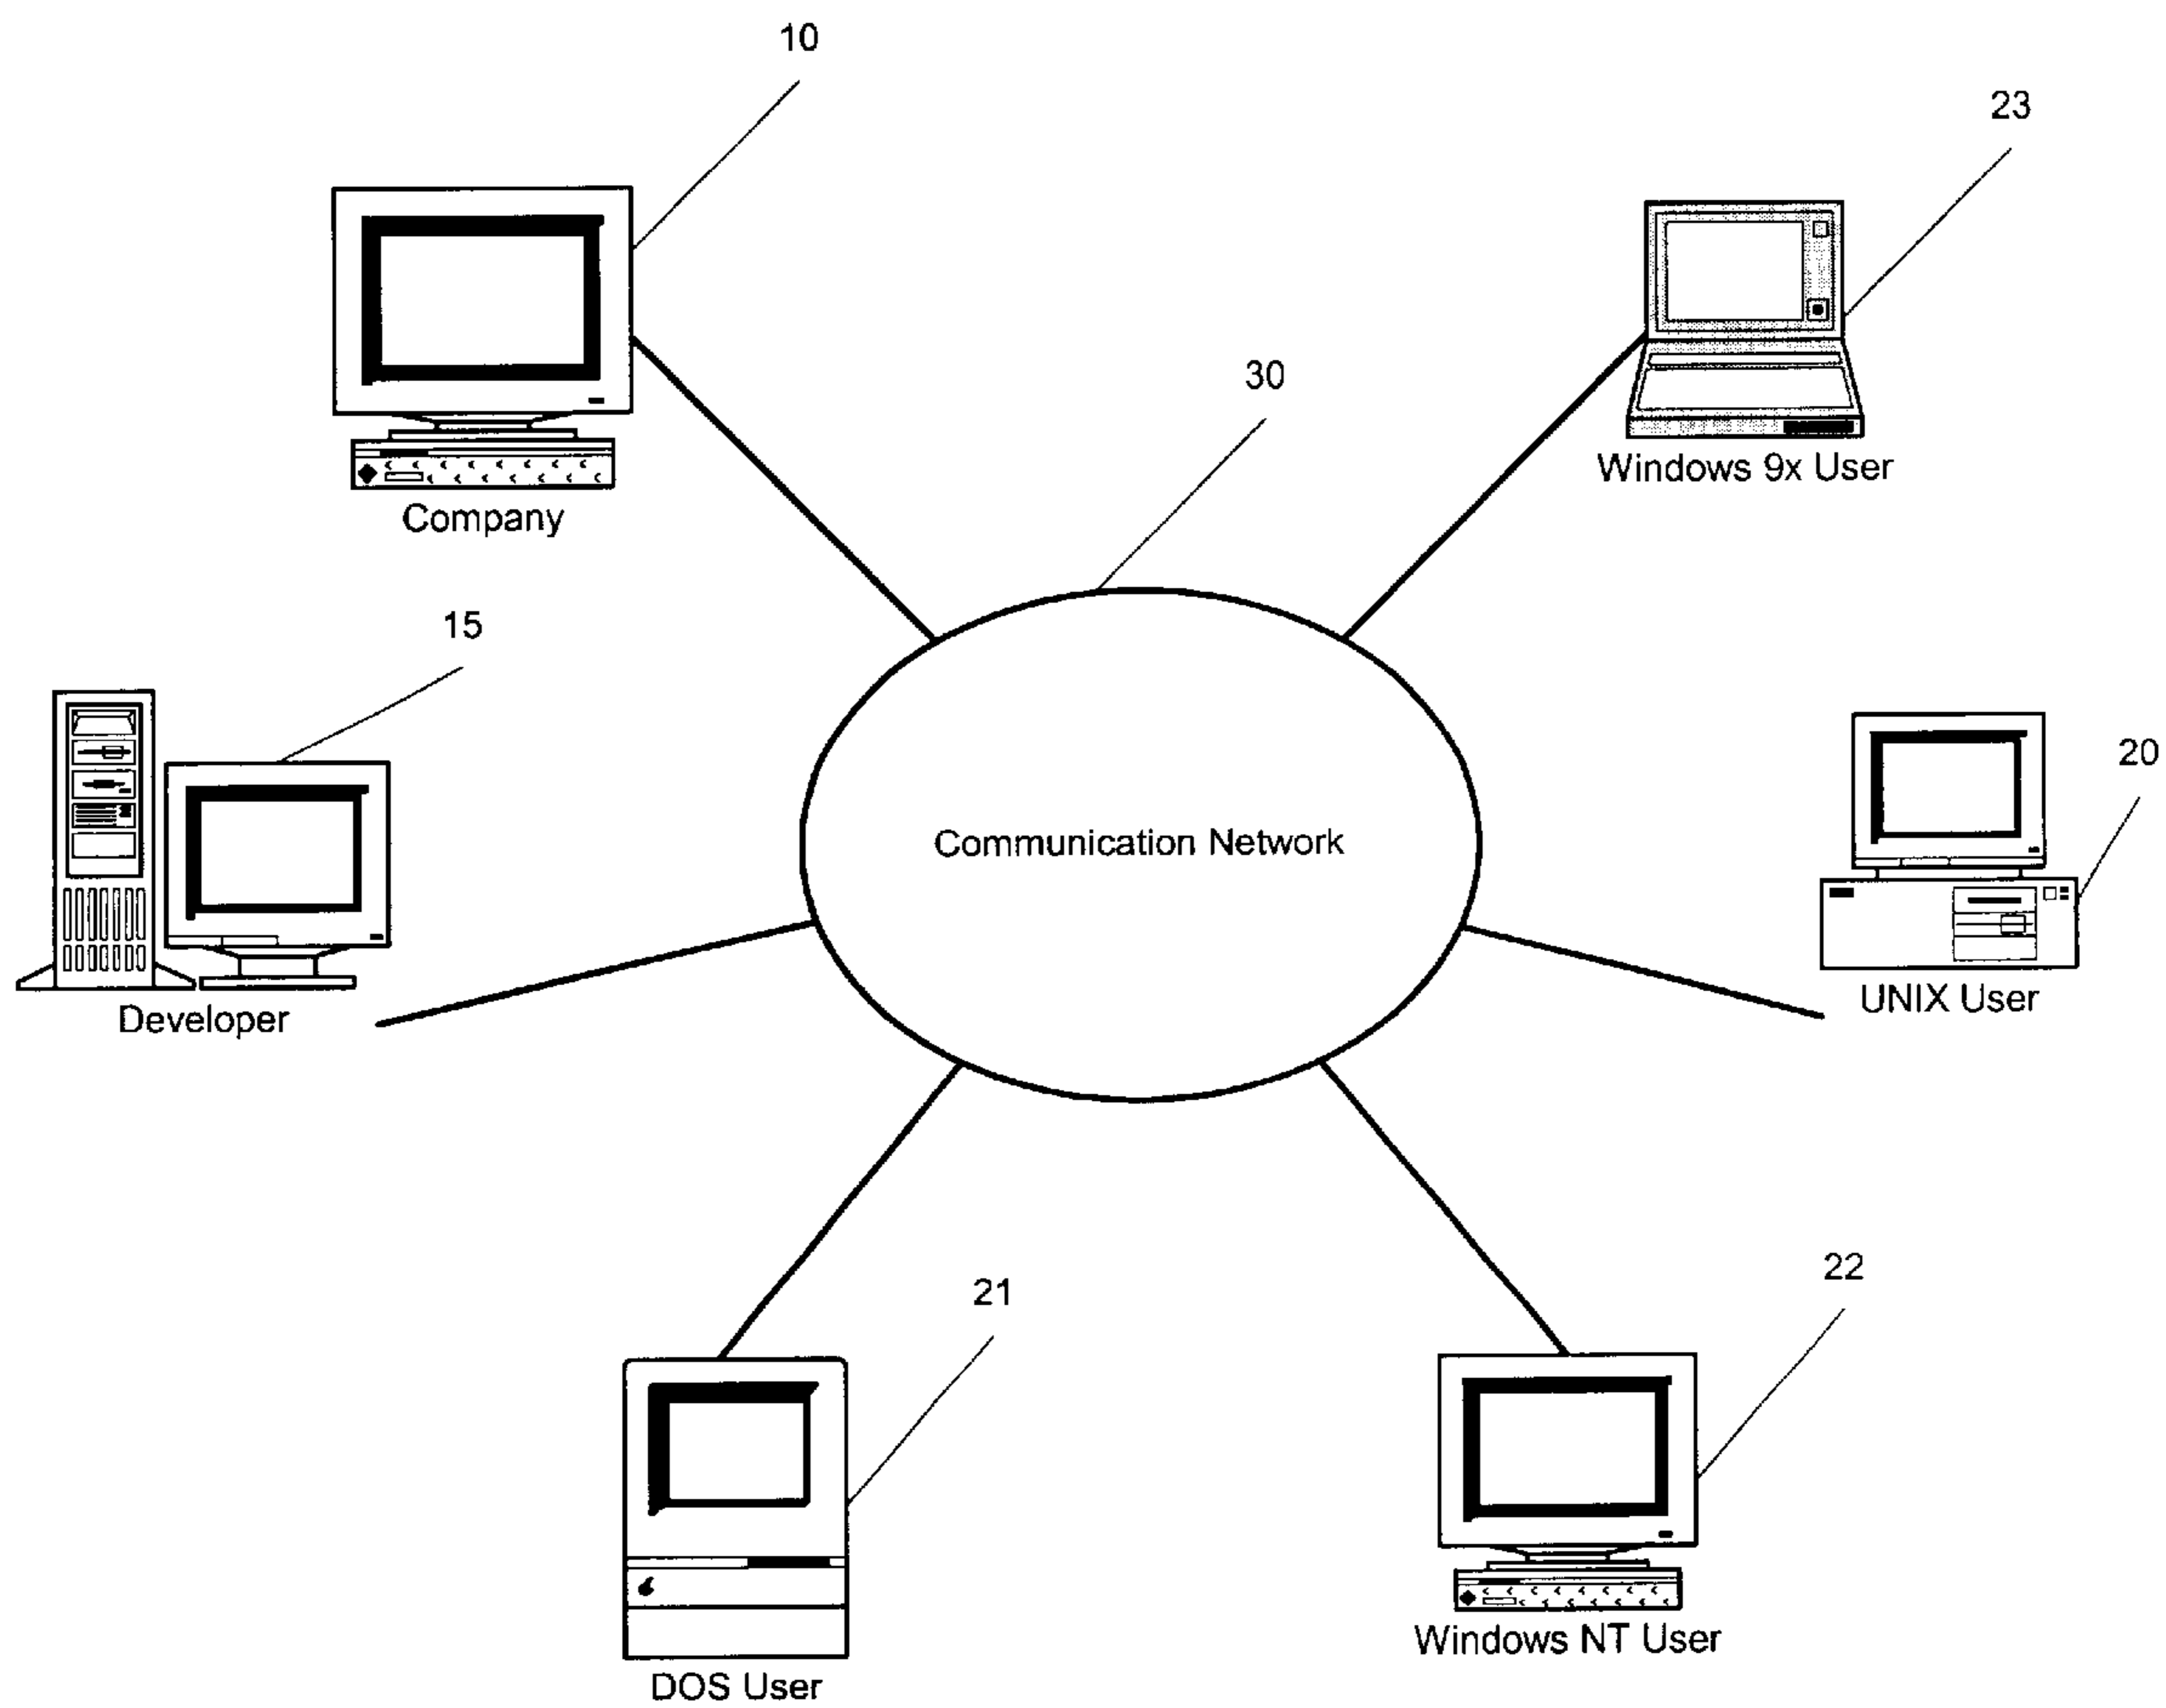 10
23
30
Windows 9x User
Company
15
20
Communication Network
UNIX User
Developer
22
21
Windows NT User
DOS User